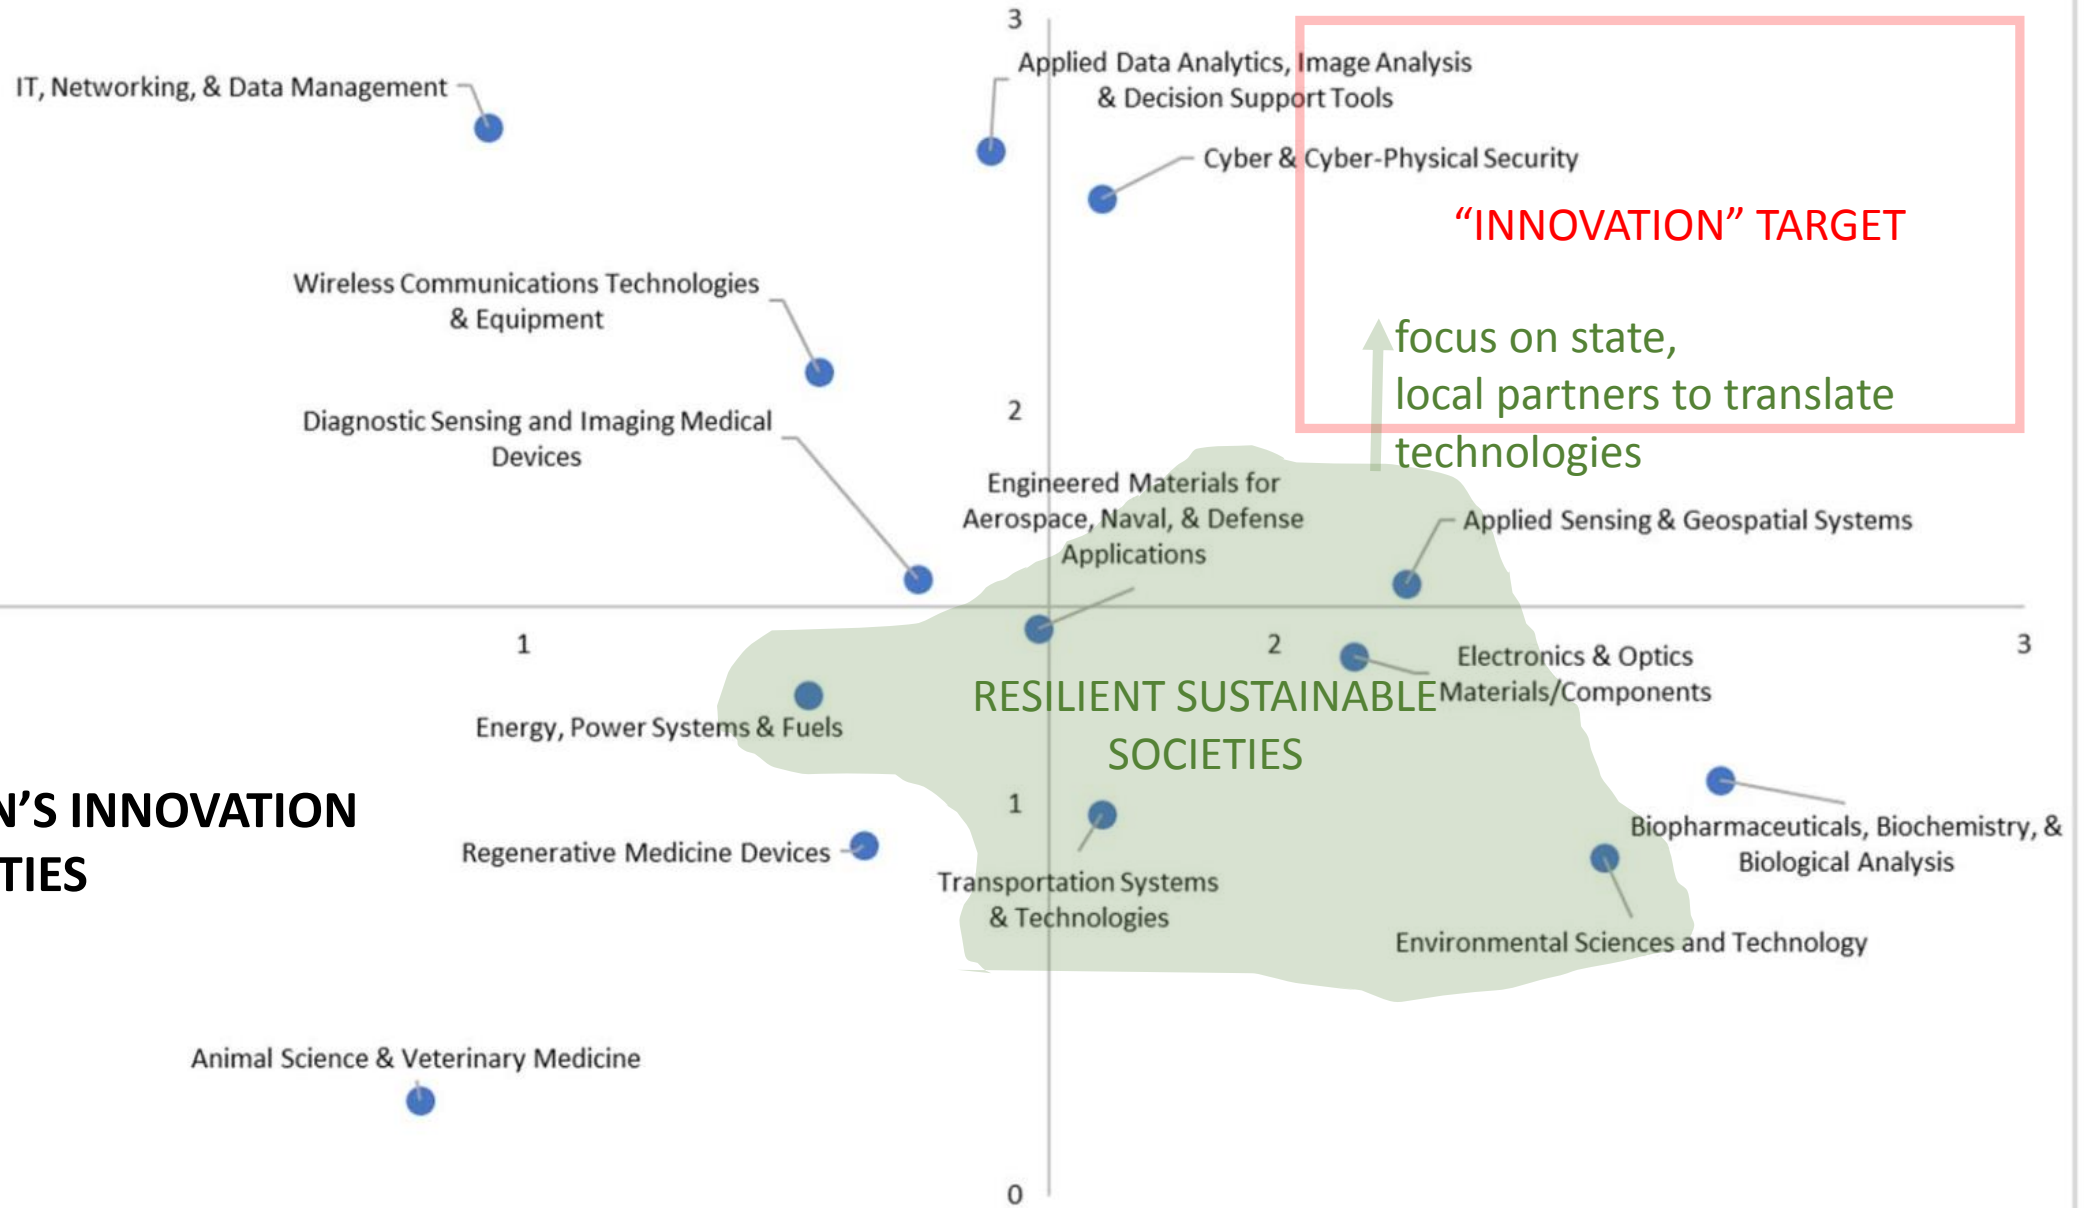 3
Applied Data Analytics, Image Analysis
& Decision Support Tools
IT, Networking, & Data Management
Cyber & Cyber-Physical Security
“INNOVATION” TARGET
Wireless Communications Technologies
& Equipment
focus on state,
local partners to translate
technologies
2
Diagnostic Sensing and Imaging Medical
Devices
Engineered Materials for
Aerospace, Naval, & Defense
Applications
Applied Sensing & Geospatial Systems
1
2
3
Electronics & Optics
Materials/Components
RESILIENT SUSTAINABLE
SOCIETIES
Energy, Power Systems & Fuels
1
N’S INNOVATION
TIES
Regenerative Medicine Devices
Biopharmaceuticals, Biochemistry, &
Biological Analysis
Transportation Systems
& Technologies
Environmental Sciences and Technology
Animal Science & Veterinary Medicine
0